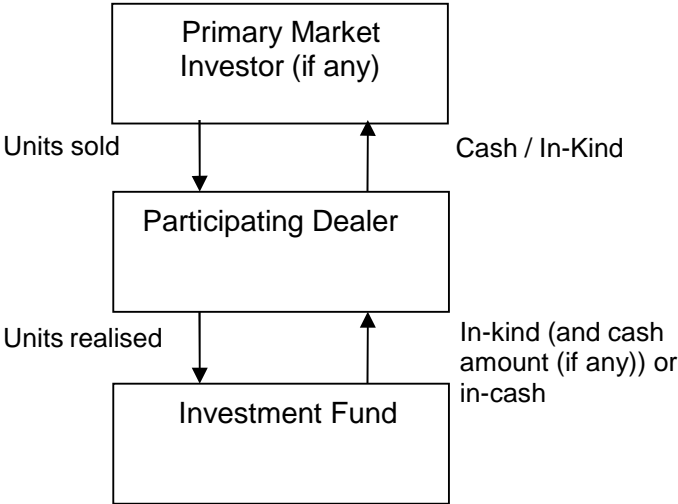 Primary Market
Investor (if any)
Units sold
Cash / In-Kind
Participating Dealer
Units realised
In-kind (and cash
amount (if any)) or
in-cash
Investment Fund